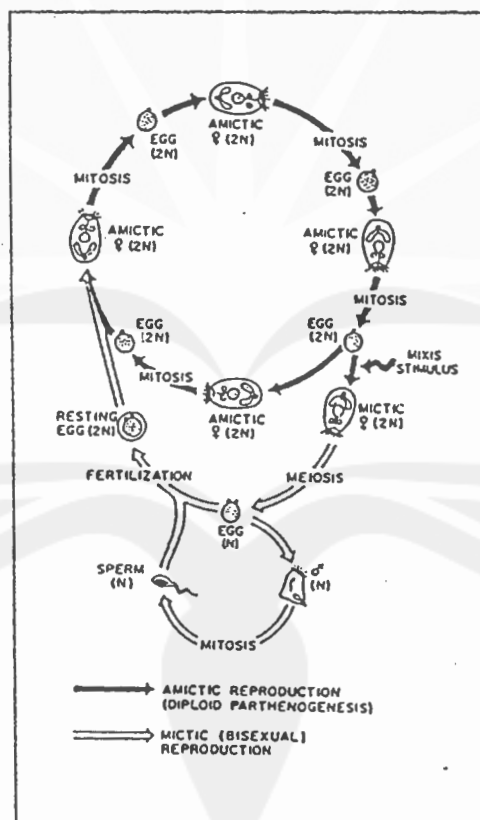 AMICTIC
♀ (2N)
EGG
(2N)
MITOSIS
MITOSIS
EGG
(2N)
AMICTIC
♀ (2N)
AMICTIC
♀ (2N)
MITOSIS
EGG
(2N)
EGG
(2N)
MIXIS
STIMULUS
MITOSIS
AMICTIC
♀ (2N)
MICTIC
♀ (2N)
RESTING
EGG (2N)
FERTILIZATION
MEIOSIS
EGG
(N)
SPERM
(N)
♂
(N)
MITOSIS
AMICTIC REPRODUCTION
(DIPLOID PARTHENOGENESIS)
MICTIC (BISEXUAL)
REPRODUCTION